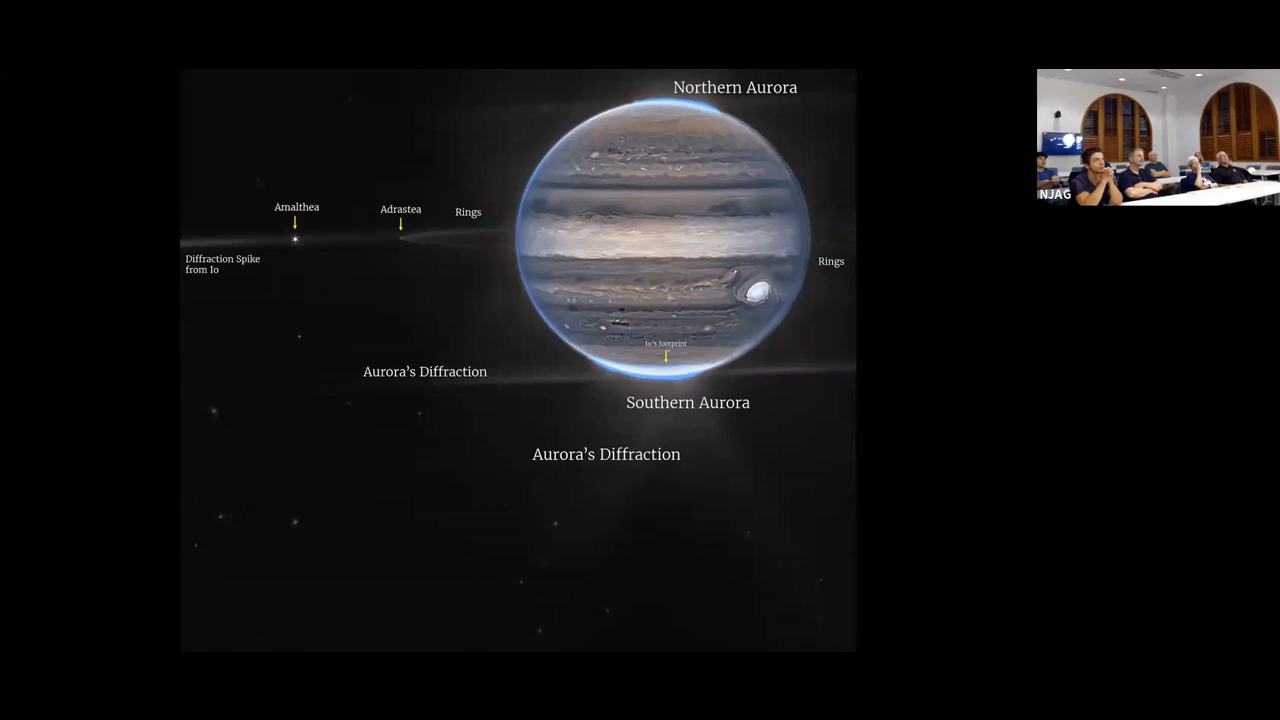 Northern Aurora
Amalthea
Adrastea
Rings
Diffraction Spike
from Io
Rings
Io's footprint
Aurora's Diffraction
Southern Aurora
Aurora's Diffraction
NJAG